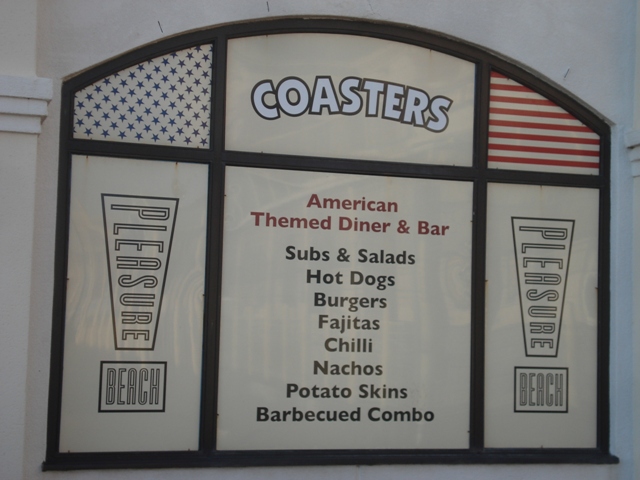 COASTERS
American
Themed Diner & Bar
Subs & Salads
Hot Dogs
Burgers
Fajitas
Chilli
Nachos
Potato Skins
Barbecued Combo
PLEASURE
BEACH
PLEASURE
BEACH